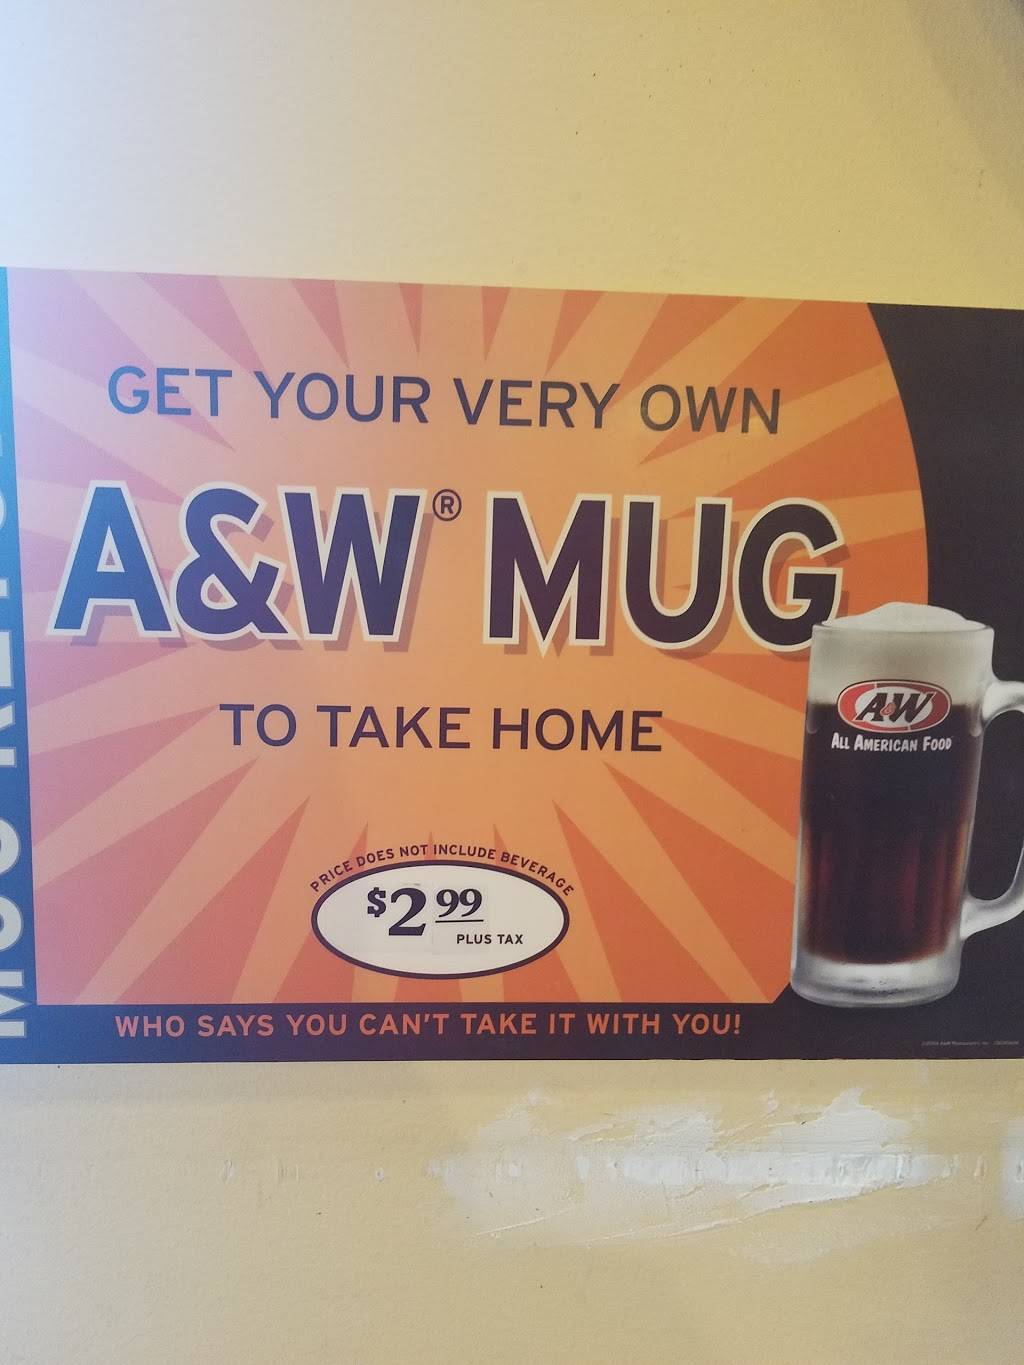 GET YOUR VERY OWN
A&W® MUG
TO TAKE HOME
A&W
ALL AMERICAN FOOD
PRICE DOES NOT INCLUDE BEVERAGE
$2 99
PLUS TAX
WHO SAYS YOU CAN'T TAKE IT WITH YOU!